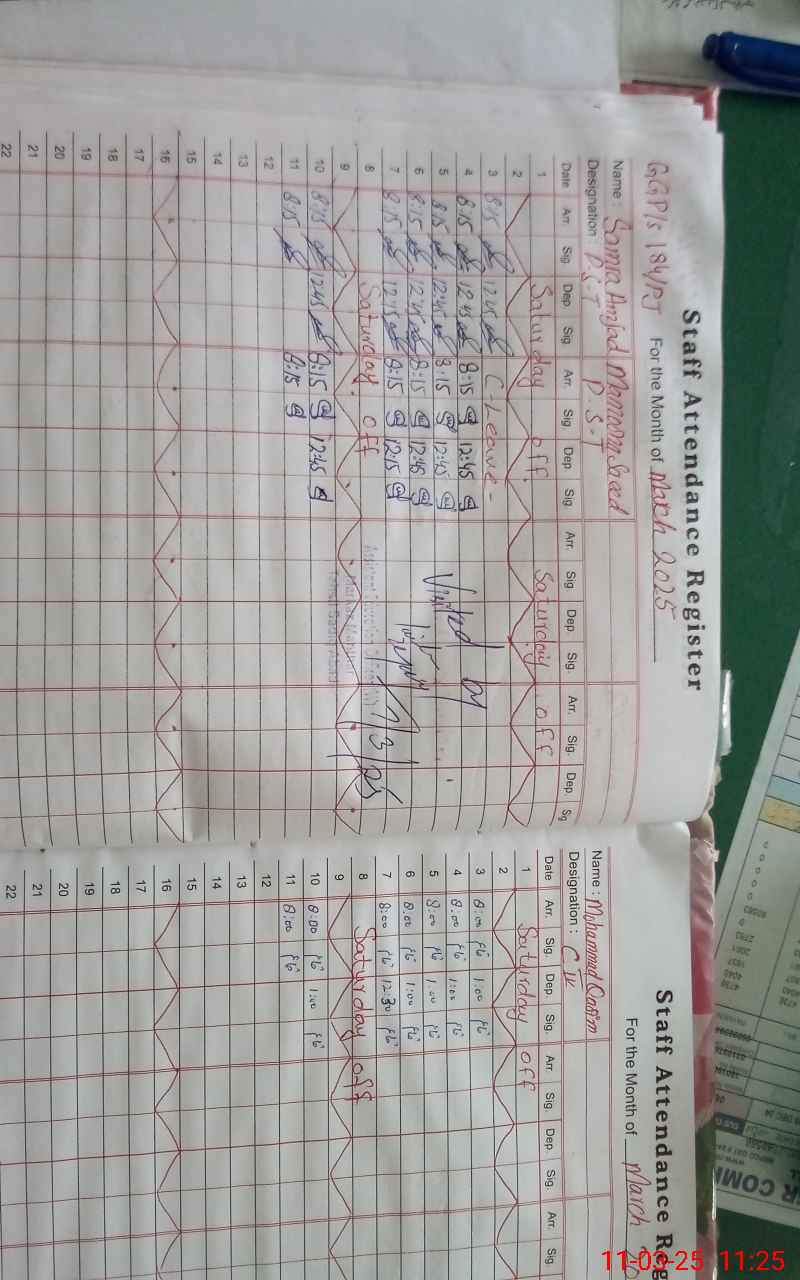 Staff Attendance Register
GGP/s 184/PJ For the Month of March 2025
Name : Samra Amjad Mamoona Saeed
Designation : P.S.T P.S.T
Date Arr. Sig Dep Sig Arr. Sig. Dep Sig. Arr. Sig Dep. Sig. Arr. Sig. Dep. Sg
1 Saturday off. Saturday off
2
3 8:15 12:45 C-Leave -
4 8:15 12:45 8:15 12:45
5 8:15 12:45 8:15 12:45
6 8:15 12:45 8:15 12:45
7 8:15 12:45 8:15 12:15
8 Saturday off
9
10 8:15 12:45 8:15 12:45
11 8:15 8:15
12
13
14
15
16
17
18
19
20
21
22
Visited by
7/3/25
Staff Attendance Reg
For the Month of March
Name : Mohammad Qasim
Designation : C IV
Date Arr. Sig. Dep. Sig. Arr. Sig. Dep. Sig. Arr. Sig.
1 Saturday off
2
3 8:00 1:00
4 8:00 1:00
5 8:00 1:00
6 8:00 1:00
7 8:00 12:30
8 Saturday off
9
10 8:00 1:00
11 8:00
12
13
14
15
16
17
18
19
20
21
22
11-03-25 11:25